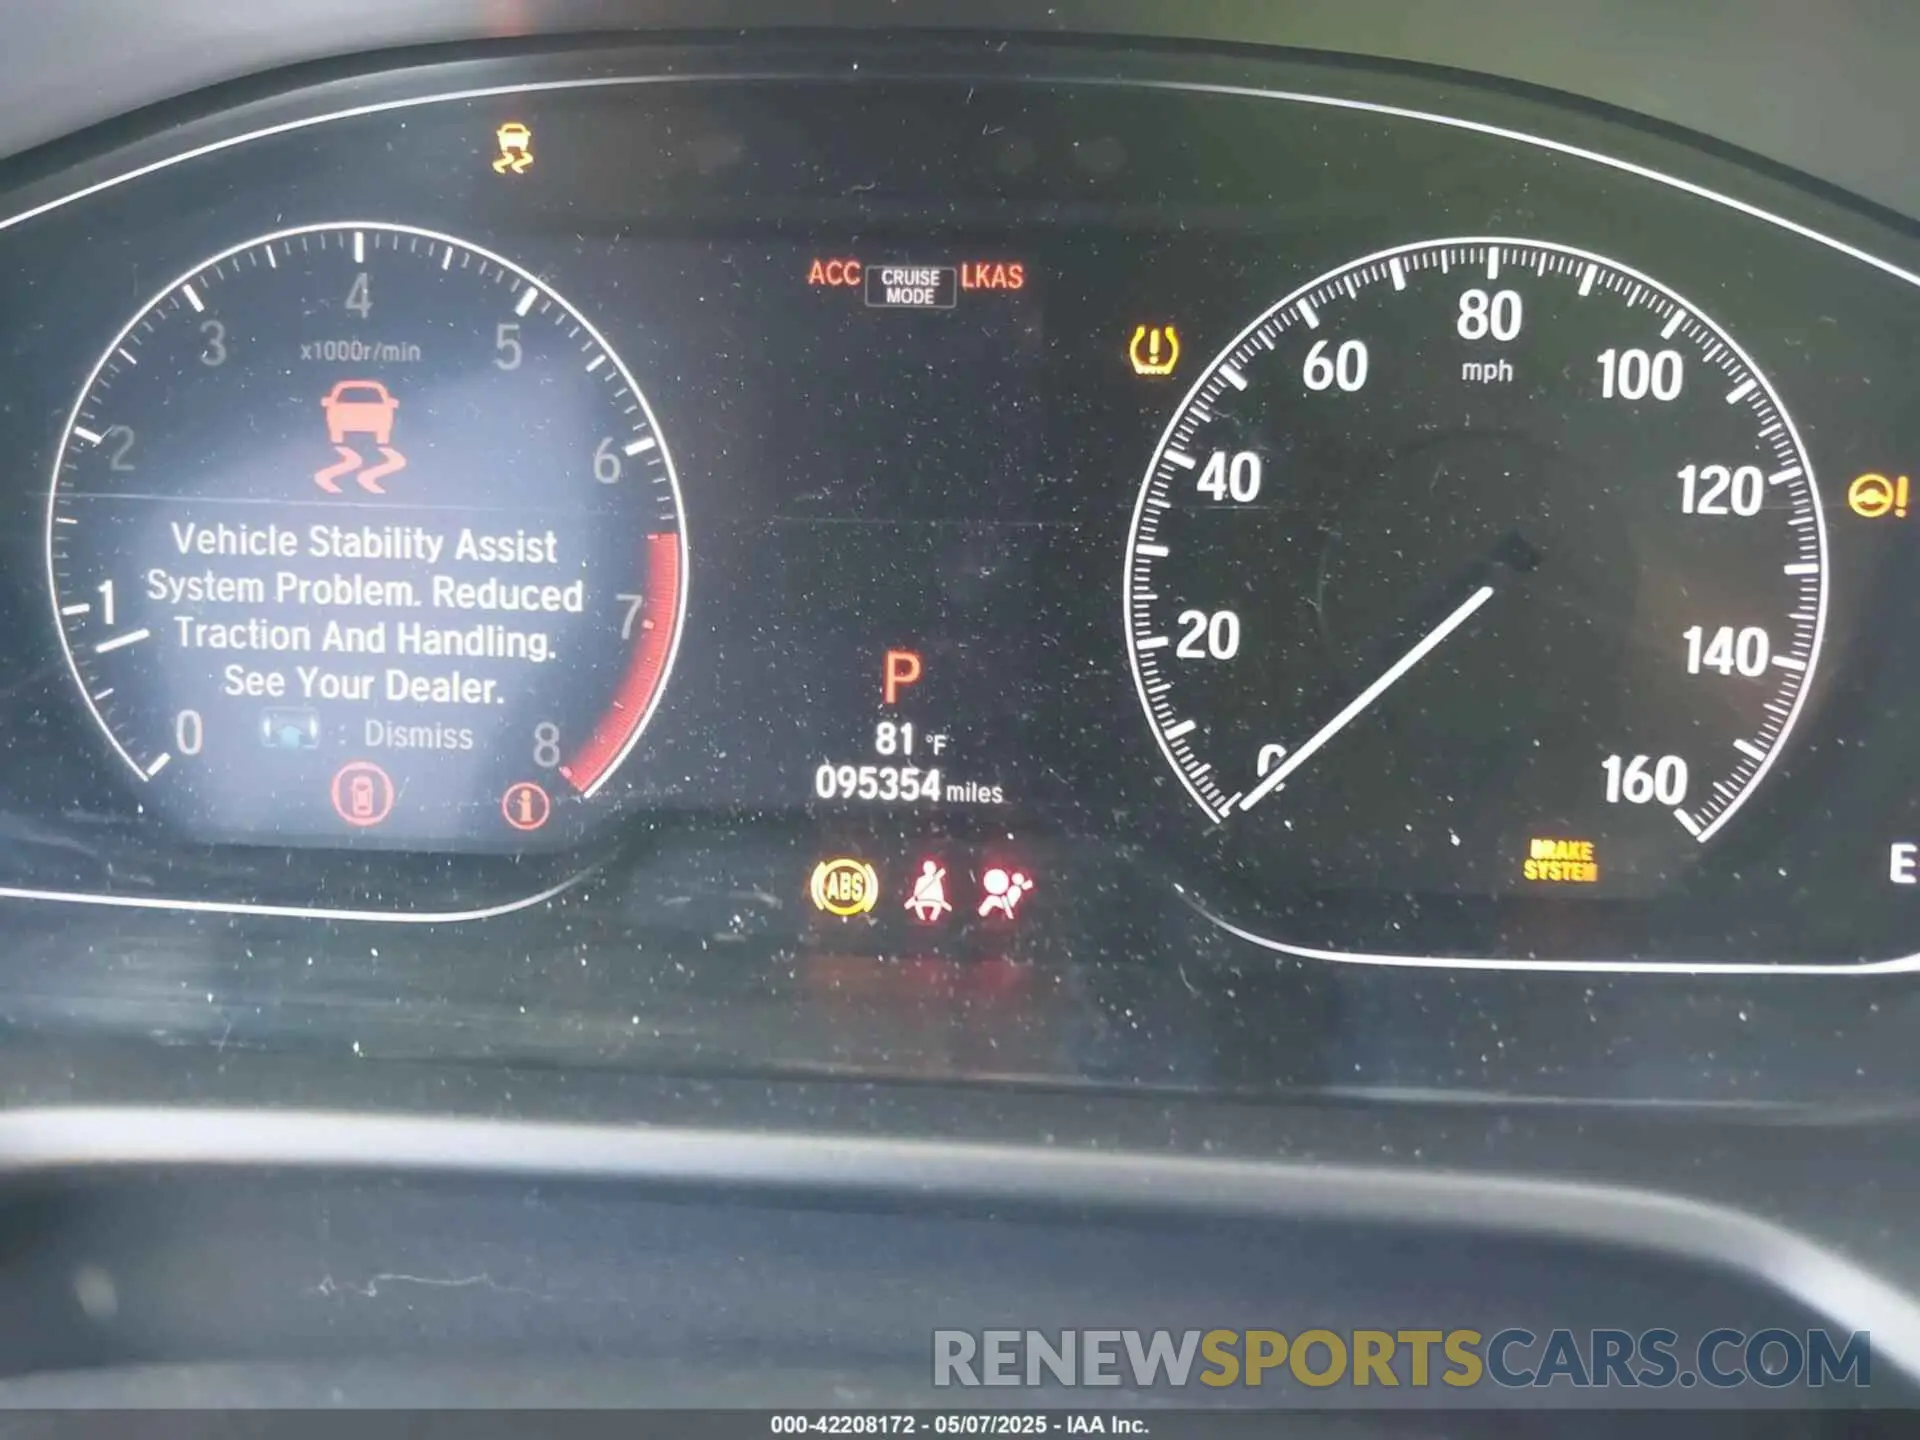 ACC CRUISE MODE LKAS
4
3 5
x1000r/min
2 6
1 7
0 8
Vehicle Stability Assist
System Problem. Reduced
Traction And Handling.
See Your Dealer.
: Dismiss
i
P
81 °F
095354 miles
ABS
80
mph
60 100
40 120
20 140
0 160
BRAKE
SYSTEM
E
RENEWSPORTSCARS.COM
000-42208172 - 05/07/2025 - IAA Inc.